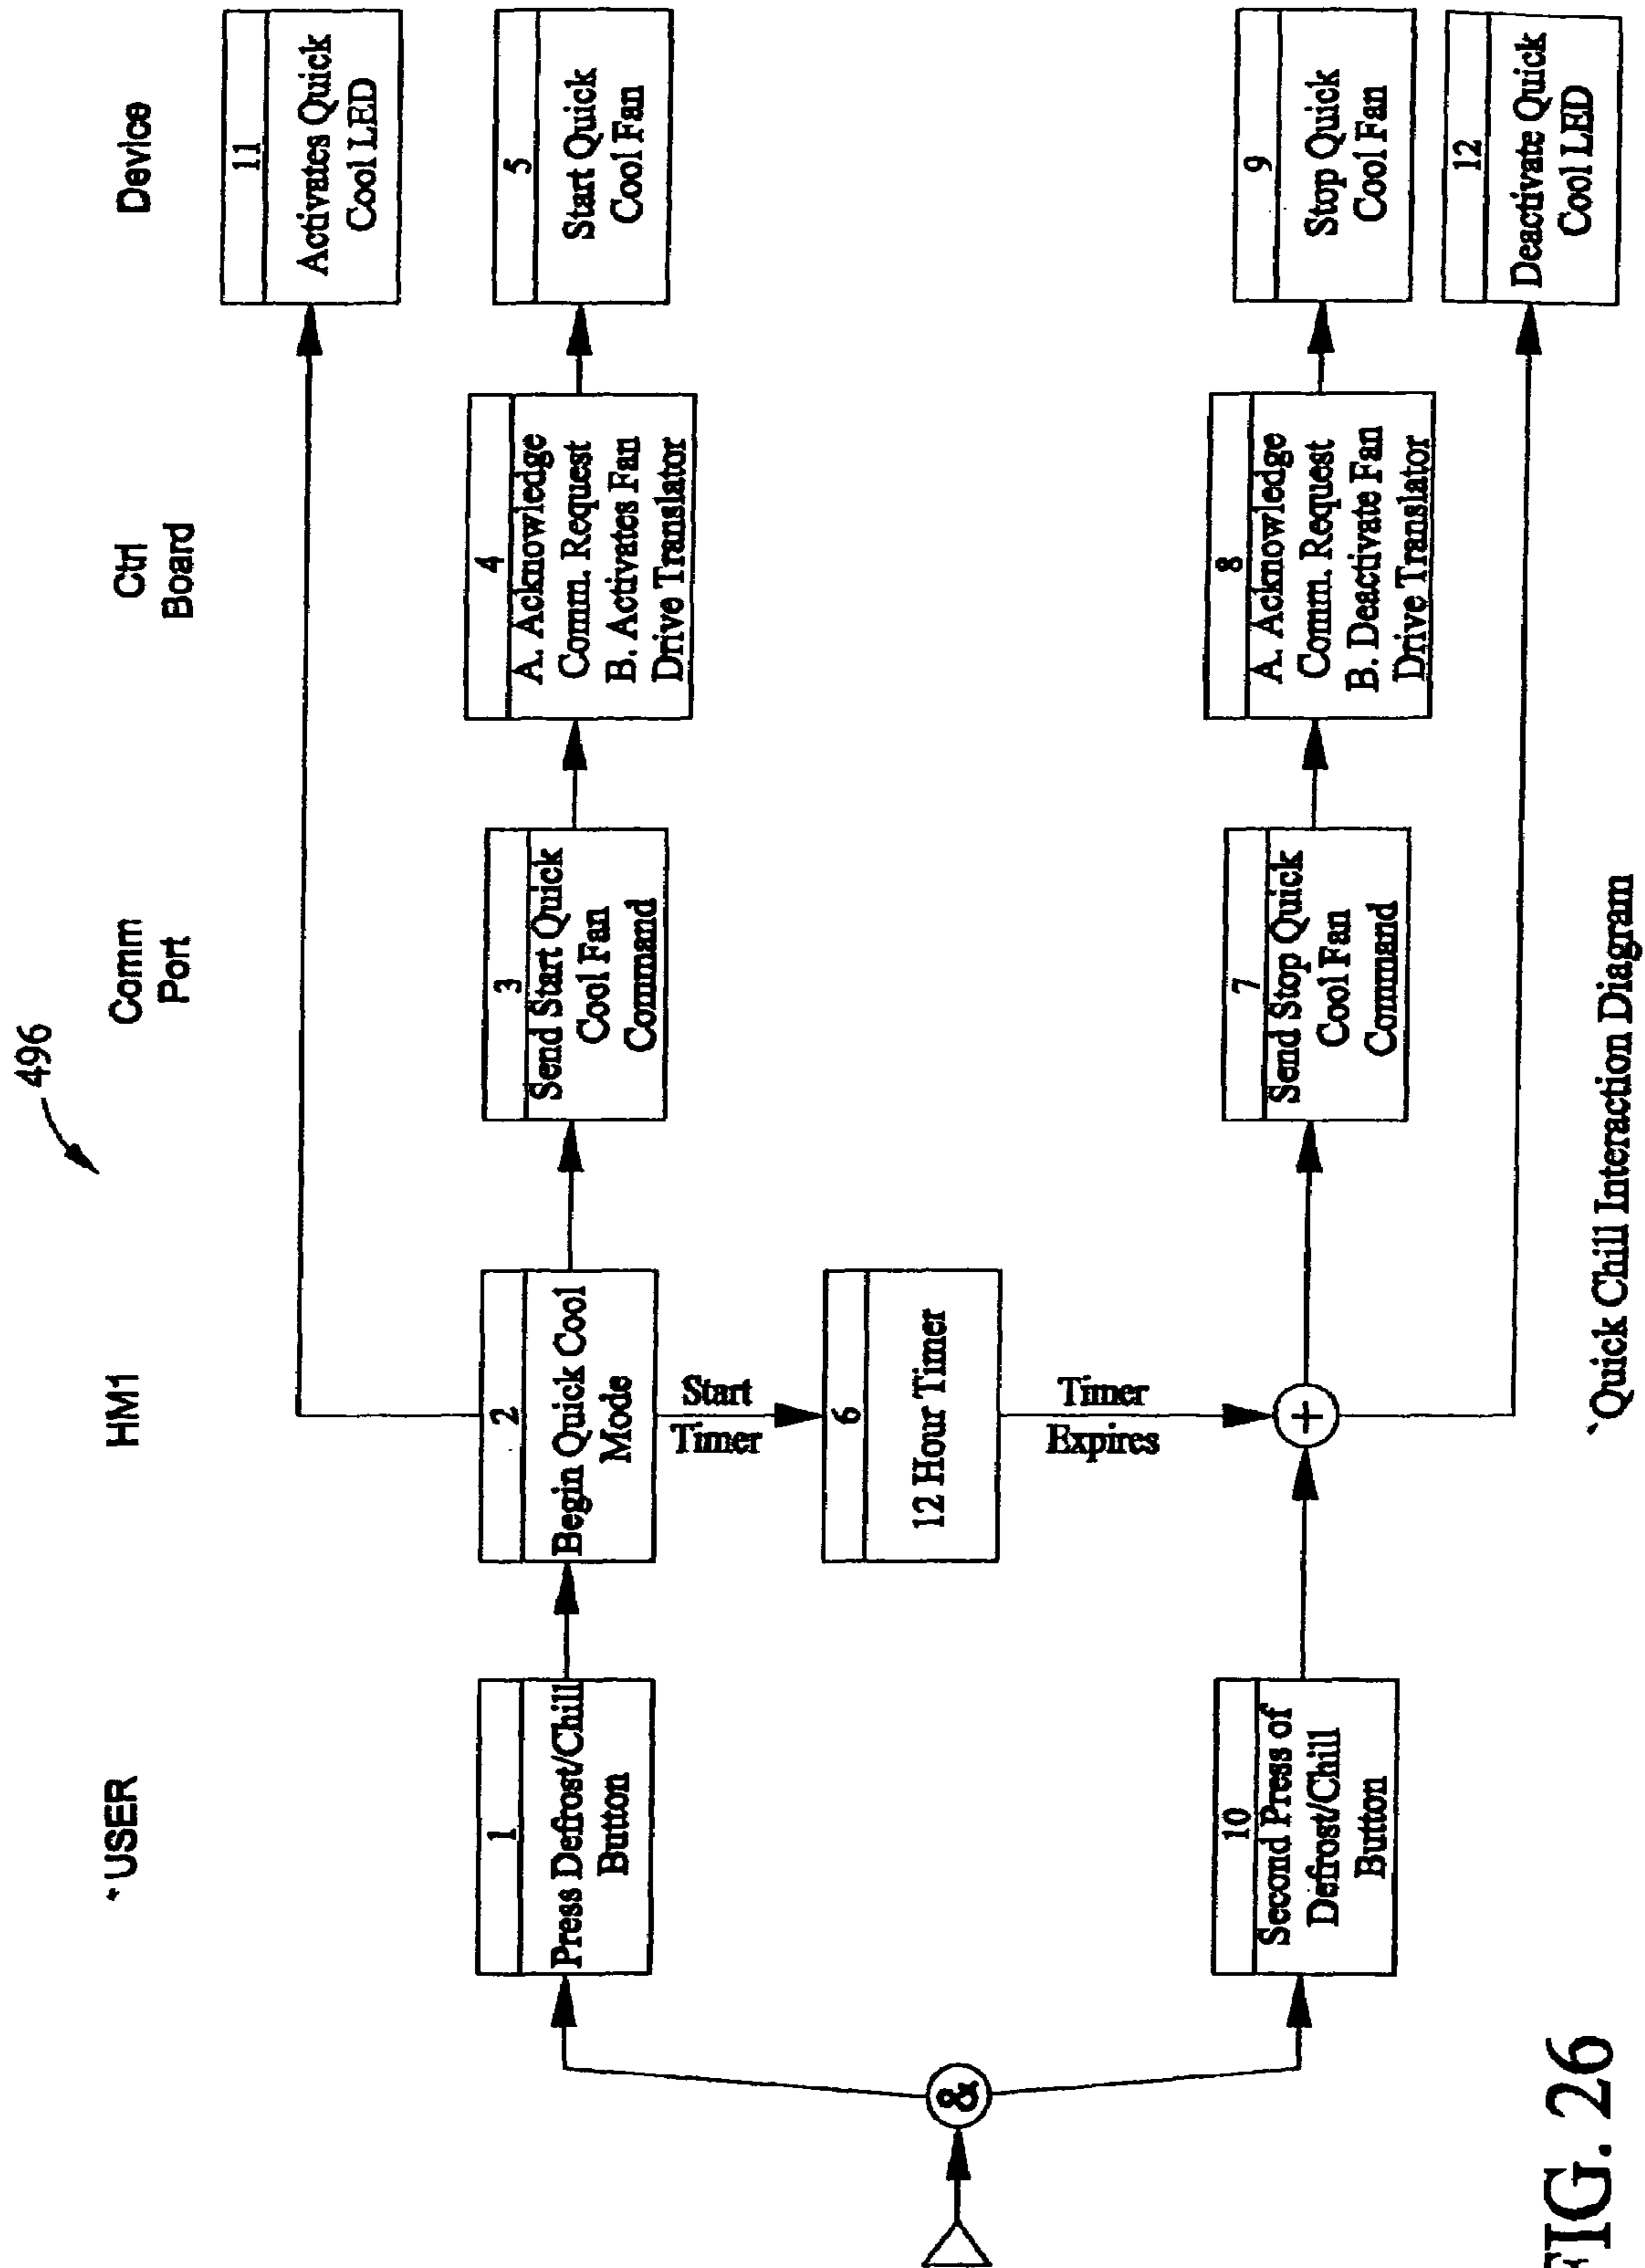 496
* USER
HM1
Comm
Port
Ctrl
Board
Device
11
Activates Quick
Cool LED
1
Press Defrost/Chill
Button
2
Begin Quick Cool
Mode
3
Send Start Quick
Cool Fan
Command
4
A. Acknowledge
Comm. Request
B. Activates Fan
Drive Translator
5
Start Quick
Cool Fan
Start
Timer
6
12 Hour Timer
Timer
Expires
&
10
Second Press of
Defrost/Chill
Button
+
7
Send Stop Quick
Cool Fan
Command
8
A. Acknowledge
Comm. Request
B. Deactivate Fan
Drive Translator
9
Stop Quick
Cool Fan
12
Deactivate Quick
Cool LED
`Quick Chill Interaction Diagram
FIG. 26